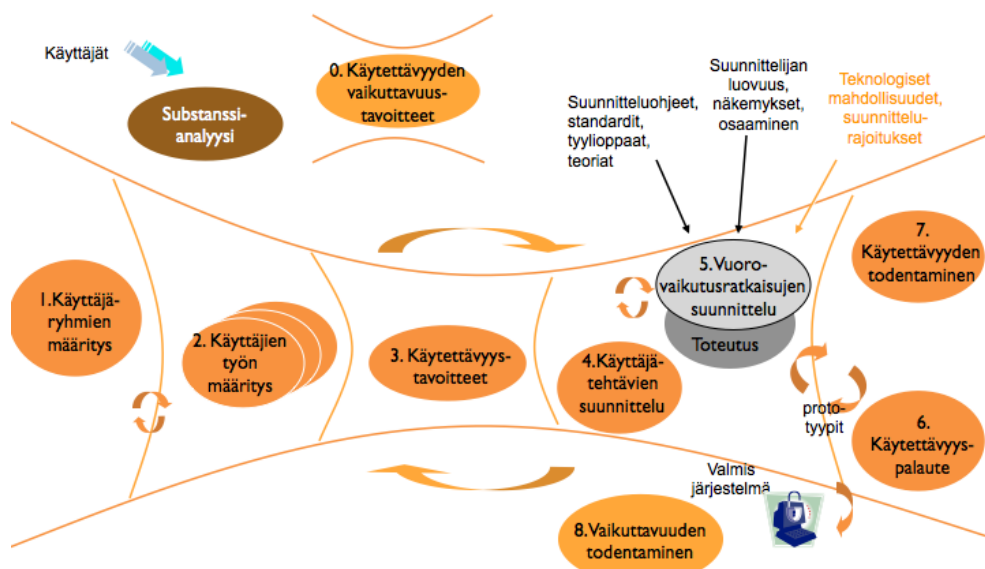 Käyttäjät
Substanssi-
analyysi
0. Käytettävyyden
vaikuttavuus-
tavoitteet
Suunnitteluohjeet,
standardit,
tyylioppaat,
teoriat
Suunnittelijan
luovuus,
näkemykset,
osaaminen
Teknologiset
mahdollisuudet,
suunnittelu-
rajoitukset
1.Käyttäjä-
ryhmien
määritys
2. Käyttäjien
työn
määritys
3. Käytettävyys-
tavoitteet
4.Käyttäjä-
tehtävien
suunnittelu
5.Vuoro-
vaikutusratkaisujen
suunnittelu
Toteutus
7.
Käytettävyyden
todentaminen
proto-
tyypit
6.
Käytettävyys-
palaute
Valmis
järjestelmä
8.Vaikuttavuuden
todentaminen